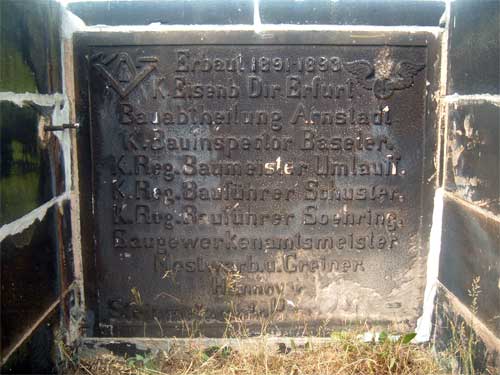 Erbaut 1891-1893
K. Eisenb. Dir. Erfurt
Bauabtheilung Arnstadt
K. Bauinspector Baseler.
K. Reg. Baumeister Umlauff.
K. Reg. Bauführer Schuster.
K. Reg. Bauführer Soehring.
Baugewerkenamtsmeister
u. Greiner